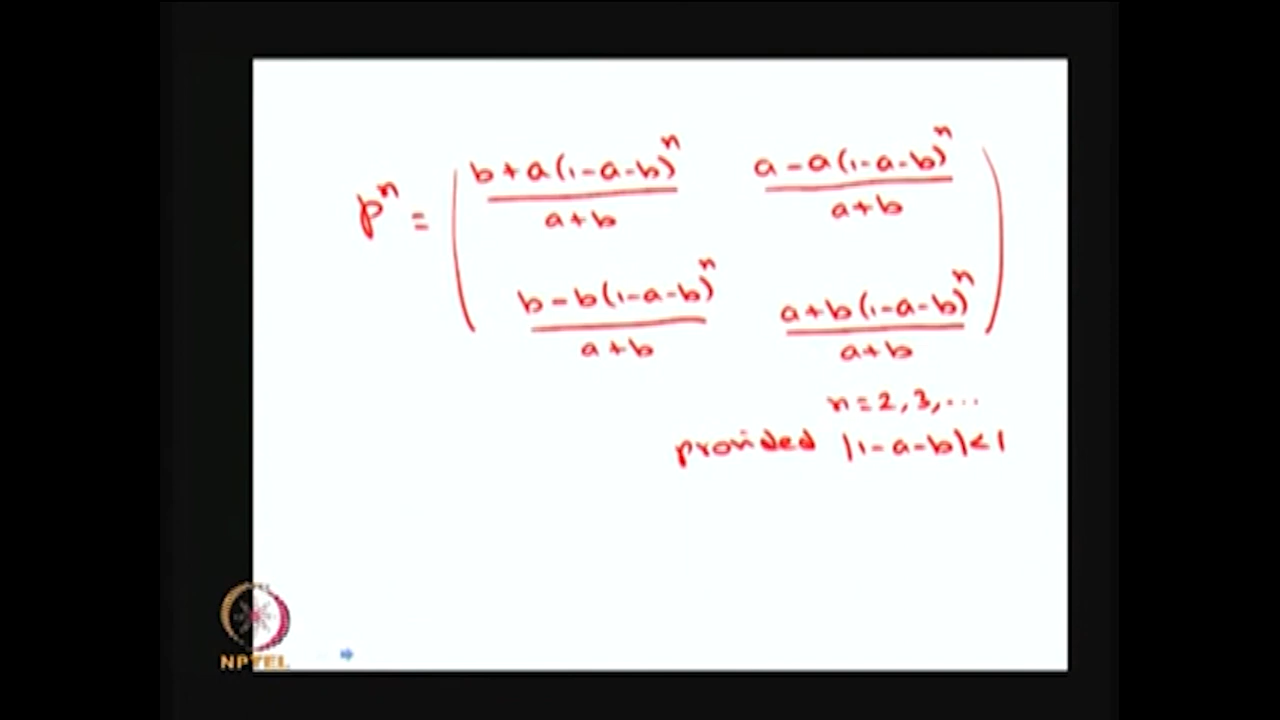 P^n = ( (b+a(1-a-b)^n)/(a+b) (a-a(1-a-b)^n)/(a+b)
(b-b(1-a-b)^n)/(a+b) (a+b(1-a-b)^n)/(a+b) )
n=2,3,...
provided |1-a-b|<1
NPTEL